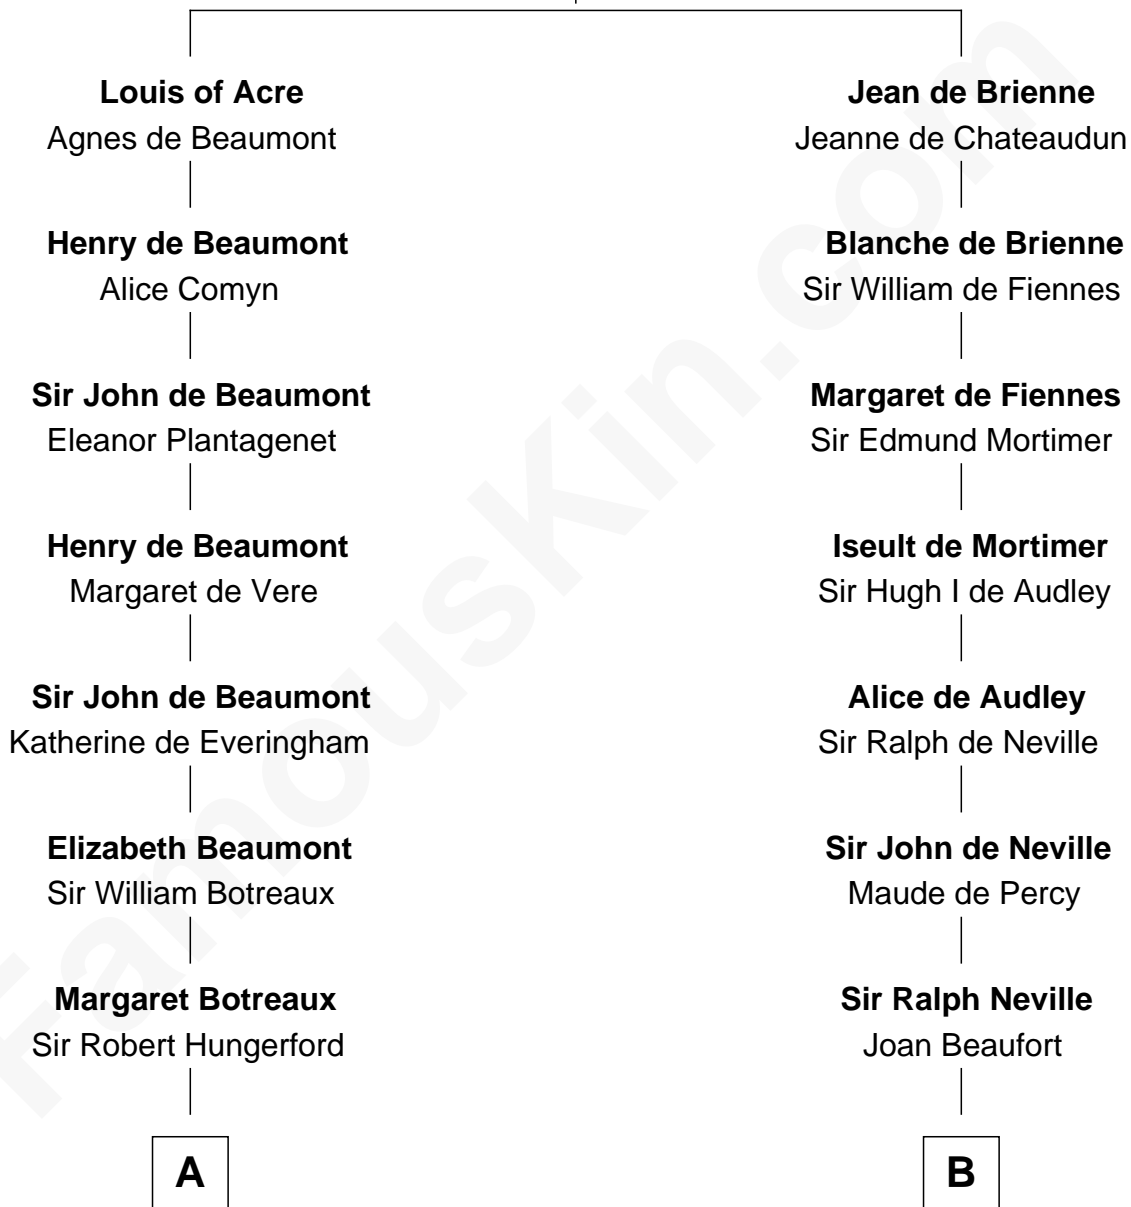 Louis of Acre
Agnes de Beaumont
Henry de Beaumont
Alice Comyn
Sir John de Beaumont
Eleanor Plantagenet
Henry de Beaumont
Margaret de Vere
Sir John de Beaumont
Katherine de Everingham
Elizabeth Beaumont
Sir William Botreaux
Margaret Botreaux
Sir Robert Hungerford
A
Jean de Brienne
Jeanne de Chateaudun
Blanche de Brienne
Sir William de Fiennes
Margaret de Fiennes
Sir Edmund Mortimer
Iseult de Mortimer
Sir Hugh I de Audley
Alice de Audley
Sir Ralph de Neville
Sir John de Neville
Maude de Percy
Sir Ralph Neville
Joan Beaufort
B
FamousKin.com